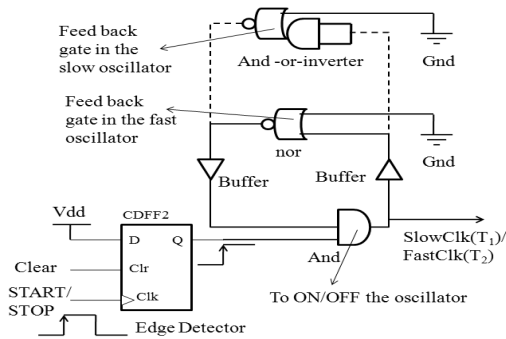 Feed back
gate in the
slow oscillator
And -or-inverter
Gnd
Feed back
gate in the fast
oscillator
nor
Gnd
Buffer
Buffer
Vdd
CDFF2
D
Q
Clr
Clk
Clear
START/
STOP
And
SlowClk(T1)/
FastClk(T2)
To ON/OFF the oscillator
Edge Detector